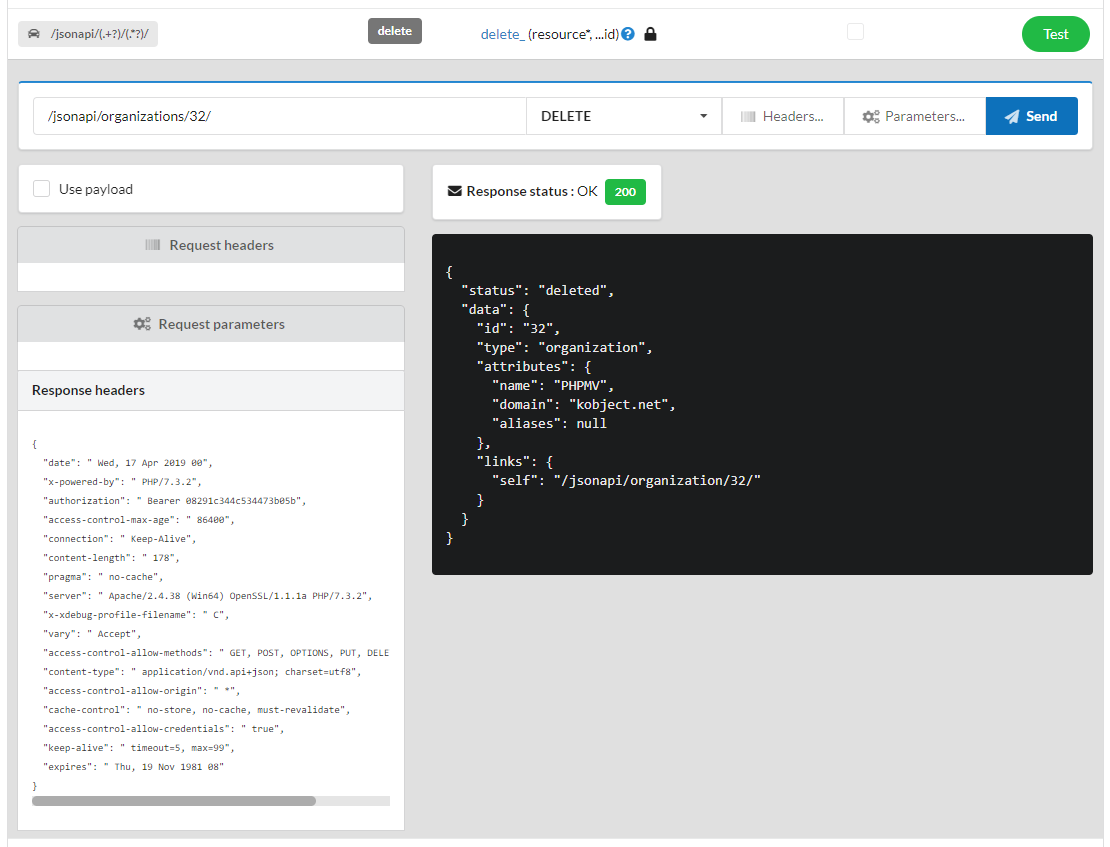 /jsonapi/(.+?)/(.*?)/ delete delete_ (resource*, ...id) Test
/jsonapi/organizations/32/ DELETE Headers... Parameters... Send
Use payload
Response status : OK 200
Request headers
Request parameters
Response headers
{
"date": " Wed, 17 Apr 2019 00",
"x-powered-by": " PHP/7.3.2",
"authorization": " Bearer 08291c344c534473b05b",
"access-control-max-age": " 86400",
"connection": " Keep-Alive",
"content-length": " 178",
"pragma": " no-cache",
"server": " Apache/2.4.38 (Win64) OpenSSL/1.1.1a PHP/7.3.2",
"x-xdebug-profile-filename": " C",
"vary": " Accept",
"access-control-allow-methods": " GET, POST, OPTIONS, PUT, DELE
"content-type": " application/vnd.api+json; charset=utf8",
"access-control-allow-origin": " *",
"cache-control": " no-store, no-cache, must-revalidate",
"access-control-allow-credentials": " true",
"keep-alive": " timeout=5, max=99",
"expires": " Thu, 19 Nov 1981 08"
}
{
"status": "deleted",
"data": {
"id": "32",
"type": "organization",
"attributes": {
"name": "PHPMV",
"domain": "kobject.net",
"aliases": null
},
"links": {
"self": "/jsonapi/organization/32/"
}
}
}